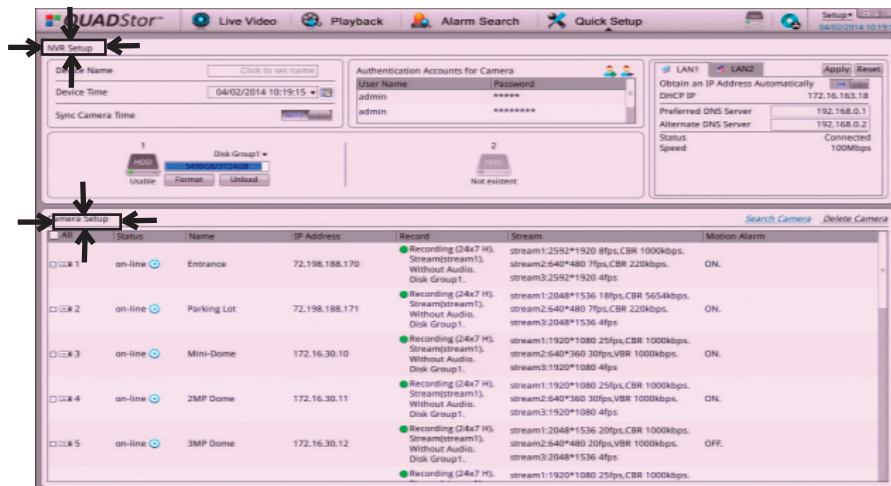 QUADStor
Live Video
Playback
Alarm Search
Quick Setup
Setup
04/02/2014 10:19:
NVR Setup
Device Name
Click to set name
Device Time
04/02/2014 10:19:15
Sync Camera Time
Authentication Accounts for Camera
User Name Password
admin *****
admin ********
LAN1 LAN2 Apply Reset
Obtain an IP Address Automatically
DHCP IP 172.16.163.18
Preferred DNS Server 192.168.0.1
Alternate DNS Server 192.168.0.2
Status Connected
Speed 100Mbps
1
HDD
Usable
Disk Group1
3499GB/3724GB
Format Unload
2
HDD
Not existent
Camera Setup
Search Camera Delete Camera
All Status Name IP Address Record Stream Motion Alarm
1 on-line Entrance 72.198.188.170
Recording (24x7 H).
Stream(stream1).
Without Audio.
Disk Group1.
stream1:2592*1920 8fps,CBR 1000kbps.
stream2:640*480 7fps,CBR 220kbps.
stream3:2592*1920 4fps
ON.
2 on-line Parking Lot 72.198.188.171
Recording (24x7 H).
Stream(stream1).
Without Audio.
Disk Group1.
stream1:2048*1536 18fps,CBR 5654kbps.
stream2:640*480 7fps,CBR 220kbps.
stream3:2048*1536 4fps
ON.
3 on-line Mini-Dome 172.16.30.10
Recording (24x7 H).
Stream(stream1).
Without Audio.
Disk Group1.
stream1:1920*1080 25fps,CBR 1000kbps.
stream2:640*360 30fps,VBR 1000kbps.
stream3:1920*1080 4fps
ON.
4 on-line 2MP Dome 172.16.30.11
Recording (24x7 H).
Stream(stream1).
Without Audio.
Disk Group1.
stream1:1920*1080 25fps,CBR 1000kbps.
stream2:640*360 30fps,VBR 1000kbps.
stream3:1920*1080 4fps
ON.
5 on-line 3MP Dome 172.16.30.12
Recording (24x7 H).
Stream(stream1).
Without Audio.
Disk Group1.
stream1:2048*1536 20fps,CBR 1000kbps.
stream2:640*480 20fps,VBR 1000kbps.
stream3:2048*1536 4fps
OFF.
Recording (24x7 H).
stream1:1920*1080 25fps,CBR 1000kbps.